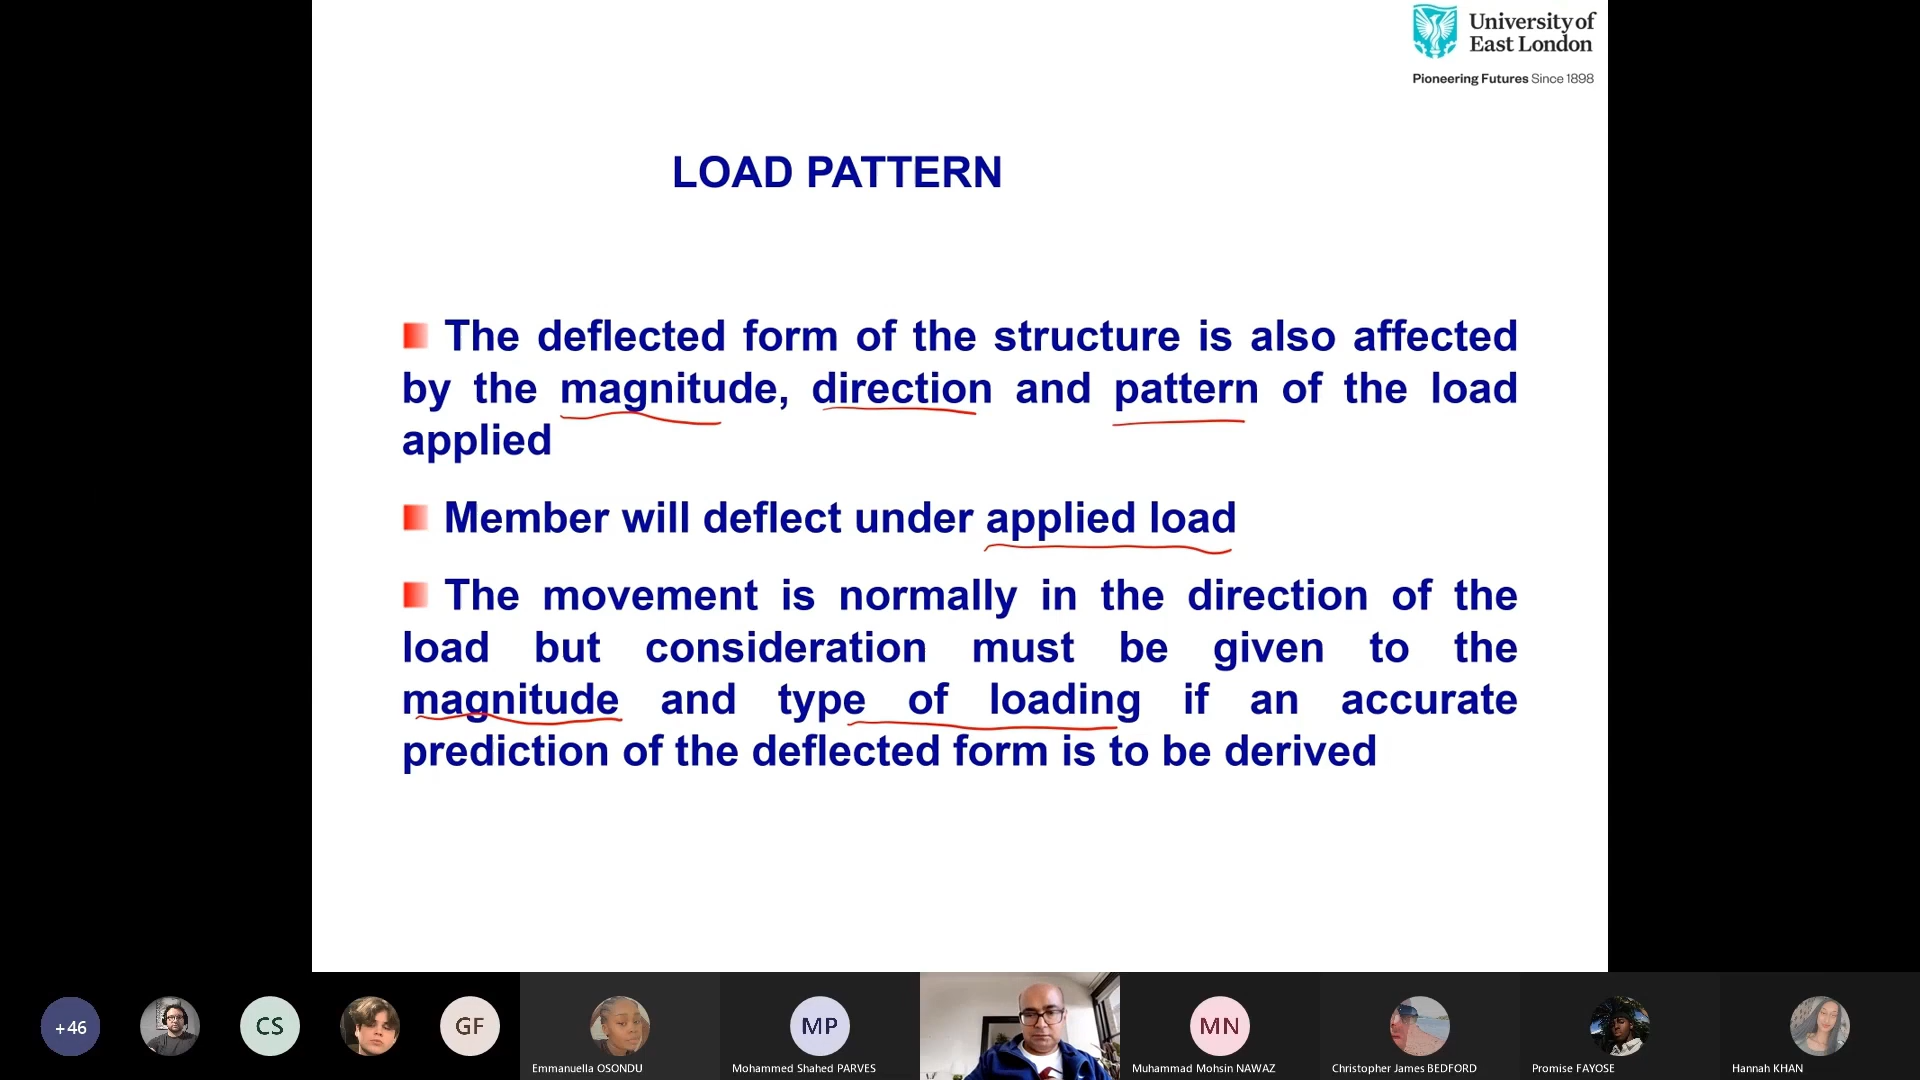 University of
East London
Pioneering Futures Since 1898
LOAD PATTERN
The deflected form of the structure is also affected
by the magnitude, direction and pattern of the load
applied
Member will deflect under applied load
The movement is normally in the direction of the
load but consideration must be given to the
magnitude and type of loading if an accurate
prediction of the deflected form is to be derived
+46
CS
GF
MP
MN
Emmanuella OSONDU
Mohammed Shahed PARVES
Muhammad Mohsin NAWAZ
Christopher James BEDFORD
Promise FAYOSE
Hannah KHAN